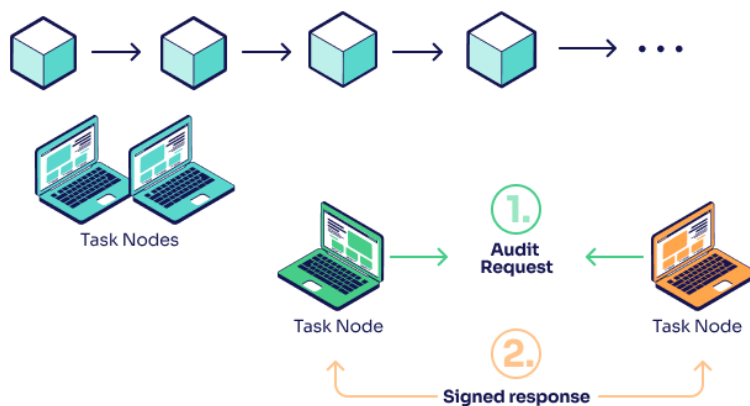 • • •
Task Nodes
1.
Audit
Request
Task Node
Task Node
2.
Signed response